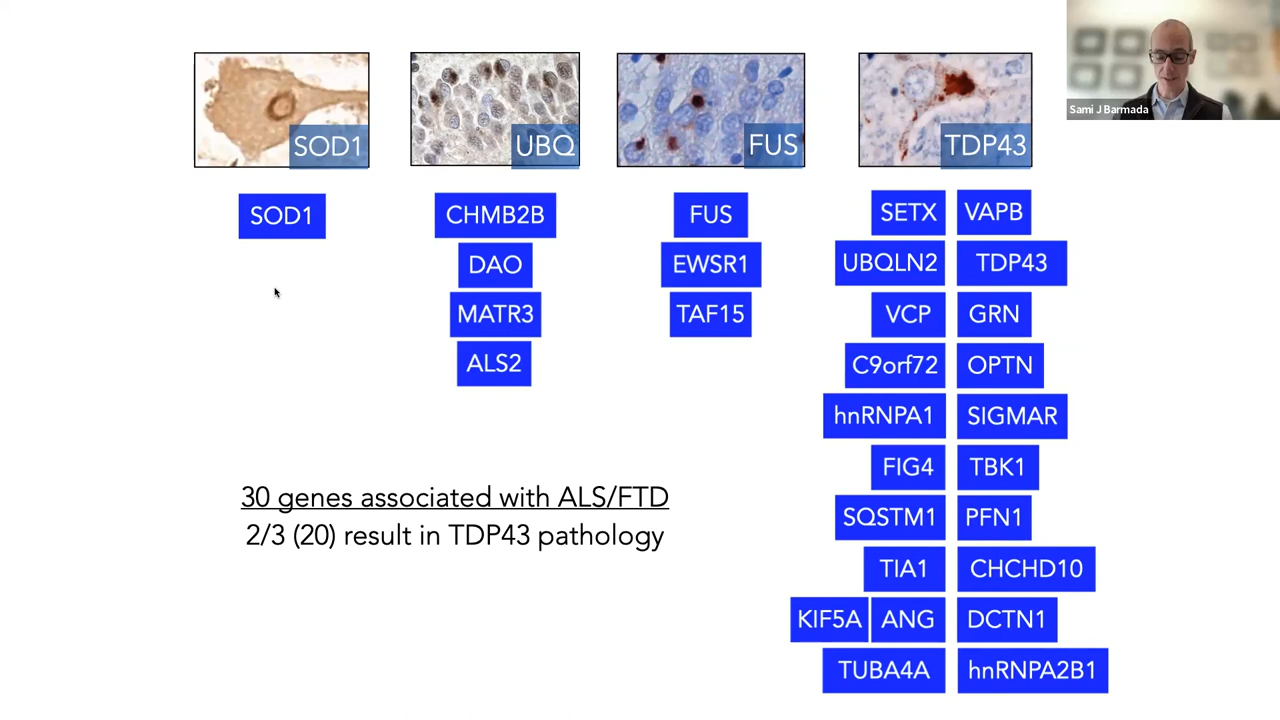 Sami J Barmada
SOD1
UBQ
FUS
TDP43
SOD1
CHMB2B
DAO
MATR3
ALS2
FUS
EWSR1
TAF15
SETX VAPB
UBQLN2 TDP43
VCP GRN
C9orf72 OPTN
hnRNPA1 SIGMAR
FIG4 TBK1
SQSTM1 PFN1
TIA1 CHCHD10
KIF5A ANG DCTN1
TUBA4A hnRNPA2B1
30 genes associated with ALS/FTD
2/3 (20) result in TDP43 pathology